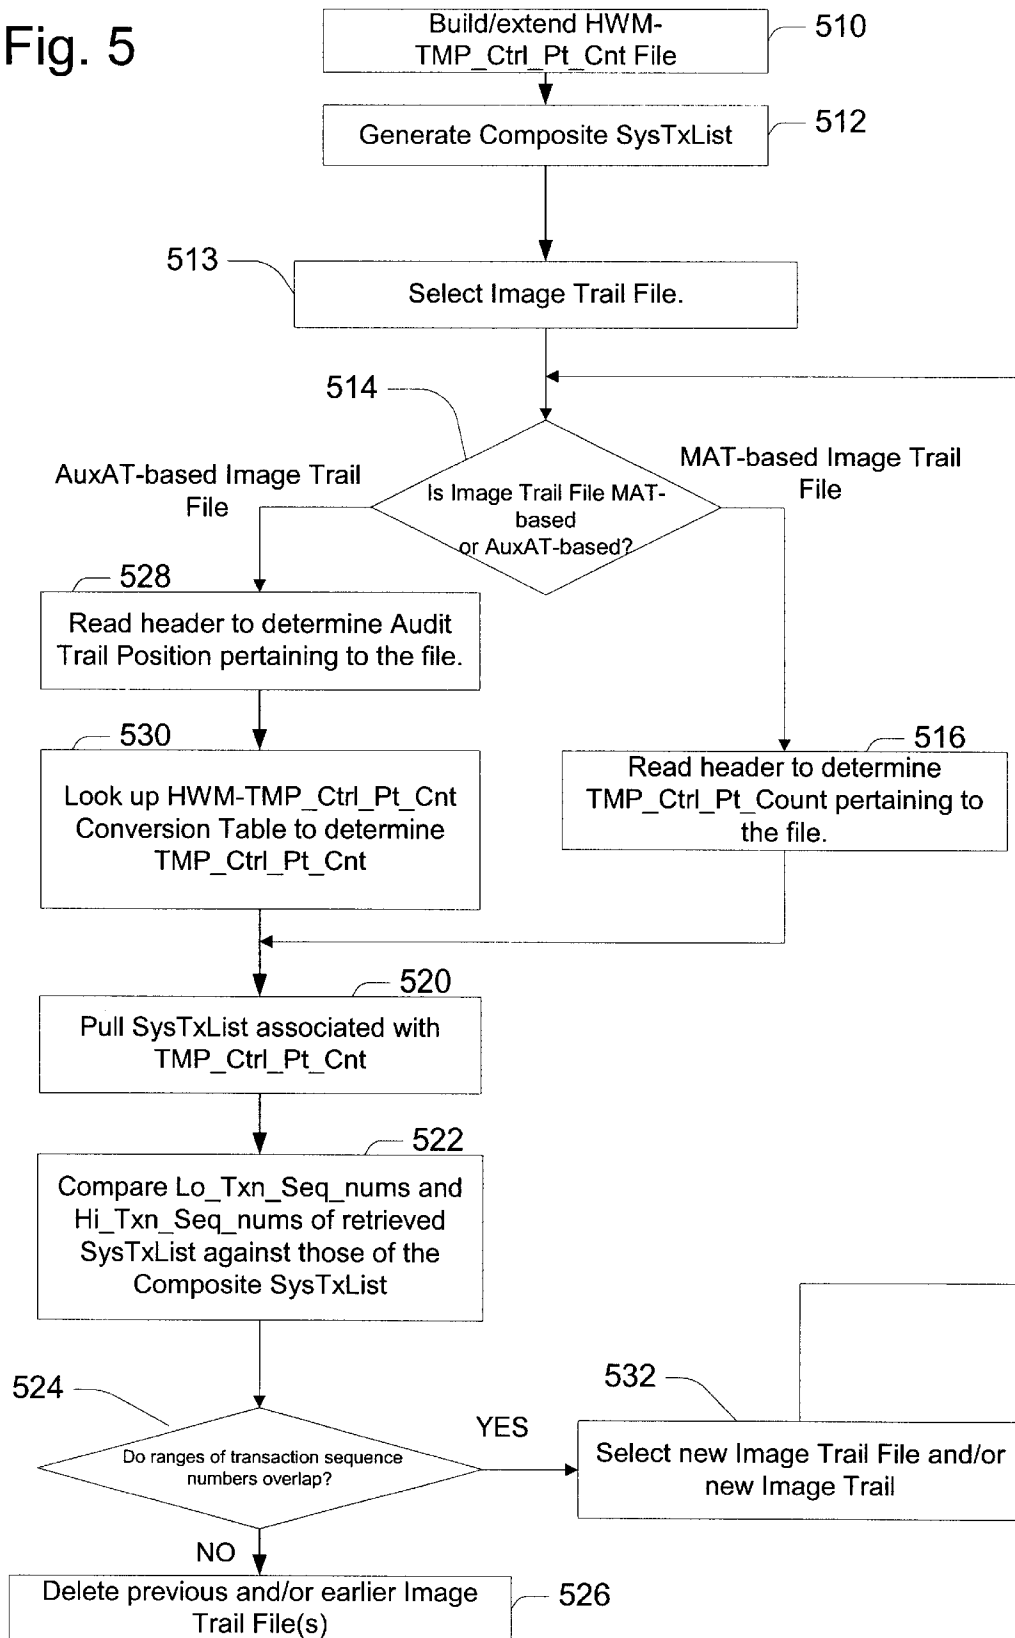 Fig. 5
Build/extend HWM-
TMP_Ctrl_Pt_Cnt File
510
Generate Composite SysTxList
512
513
Select Image Trail File.
514
AuxAT-based Image Trail
File
MAT-based Image Trail
File
Is Image Trail File MAT-
based
or AuxAT-based?
528
Read header to determine Audit
Trail Position pertaining to the file.
530
Look up HWM-TMP_Ctrl_Pt_Cnt
Conversion Table to determine
TMP_Ctrl_Pt_Cnt
516
Read header to determine
TMP_Ctrl_Pt_Count pertaining to
the file.
520
Pull SysTxList associated with
TMP_Ctrl_Pt_Cnt
522
Compare Lo_Txn_Seq_nums and
Hi_Txn_Seq_nums of retrieved
SysTxList against those of the
Composite SysTxList
524
Do ranges of transaction sequence
numbers overlap?
YES
532
Select new Image Trail File and/or
new Image Trail
NO
Delete previous and/or earlier Image
Trail File(s)
526